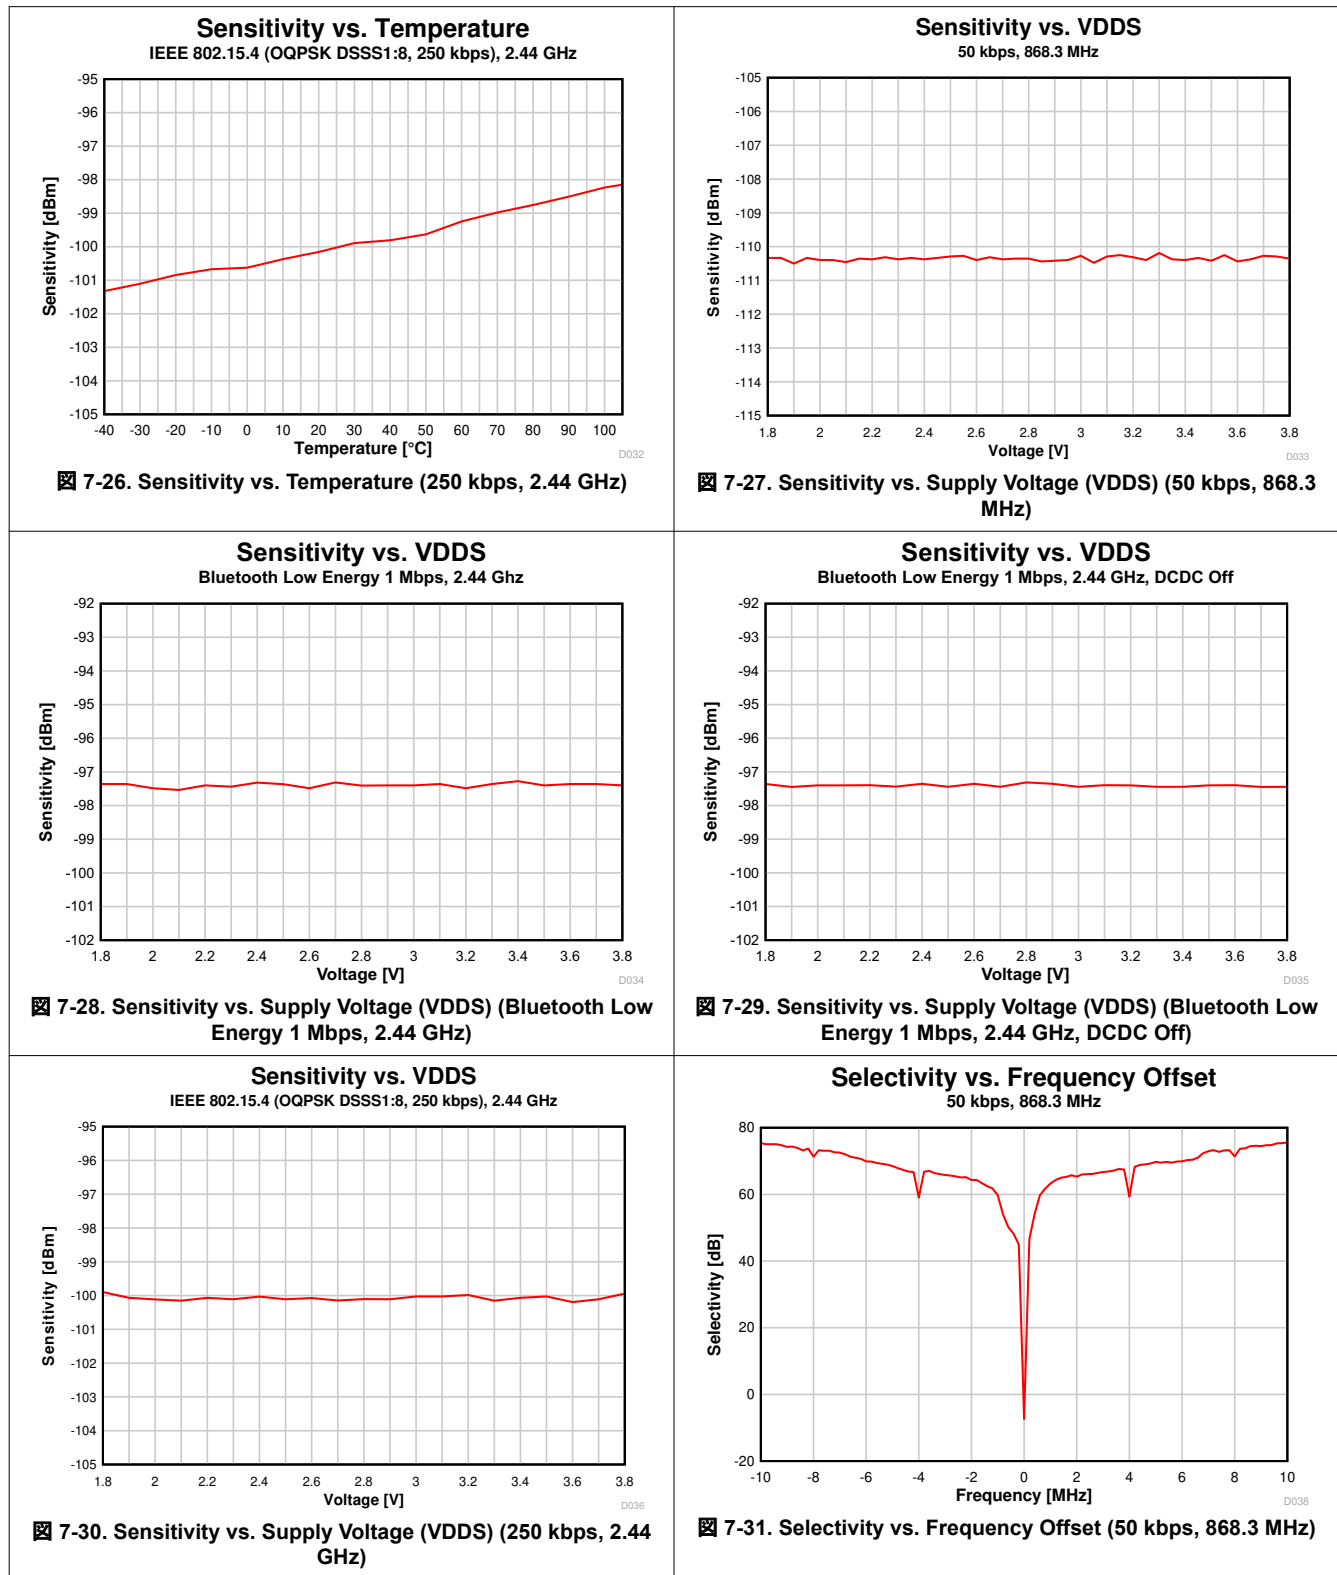 Sensitivity vs. Temperature
IEEE 802.15.4 (OQPSK DSSS1:8, 250 kbps), 2.44 GHz
Sensitivity [dBm]
-95
-96
-97
-98
-99
-100
-101
-102
-103
-104
-105
-40 -30 -20 -10 0 10 20 30 40 50 60 70 80 90 100
Temperature [°C]
D032
図 7-26. Sensitivity vs. Temperature (250 kbps, 2.44 GHz)
Sensitivity vs. VDDS
50 kbps, 868.3 MHz
Sensitivity [dBm]
-105
-106
-107
-108
-109
-110
-111
-112
-113
-114
-115
1.8 2 2.2 2.4 2.6 2.8 3 3.2 3.4 3.6 3.8
Voltage [V]
D033
図 7-27. Sensitivity vs. Supply Voltage (VDDS) (50 kbps, 868.3
MHz)
Sensitivity vs. VDDS
Bluetooth Low Energy 1 Mbps, 2.44 Ghz
Sensitivity [dBm]
-92
-93
-94
-95
-96
-97
-98
-99
-100
-101
-102
1.8 2 2.2 2.4 2.6 2.8 3 3.2 3.4 3.6 3.8
Voltage [V]
D034
図 7-28. Sensitivity vs. Supply Voltage (VDDS) (Bluetooth Low
Energy 1 Mbps, 2.44 GHz)
Sensitivity vs. VDDS
Bluetooth Low Energy 1 Mbps, 2.44 GHz, DCDC Off
Sensitivity [dBm]
-92
-93
-94
-95
-96
-97
-98
-99
-100
-101
-102
1.8 2 2.2 2.4 2.6 2.8 3 3.2 3.4 3.6 3.8
Voltage [V]
D035
図 7-29. Sensitivity vs. Supply Voltage (VDDS) (Bluetooth Low
Energy 1 Mbps, 2.44 GHz, DCDC Off)
Sensitivity vs. VDDS
IEEE 802.15.4 (OQPSK DSSS1:8, 250 kbps), 2.44 GHz
Sensitivity [dBm]
-95
-96
-97
-98
-99
-100
-101
-102
-103
-104
-105
1.8 2 2.2 2.4 2.6 2.8 3 3.2 3.4 3.6 3.8
Voltage [V]
D036
図 7-30. Sensitivity vs. Supply Voltage (VDDS) (250 kbps, 2.44
GHz)
Selectivity vs. Frequency Offset
50 kbps, 868.3 MHz
Selectivity [dB]
80
60
40
20
0
-20
-10 -8 -6 -4 -2 0 2 4 6 8 10
Frequency [MHz]
D038
図 7-31. Selectivity vs. Frequency Offset (50 kbps, 868.3 MHz)